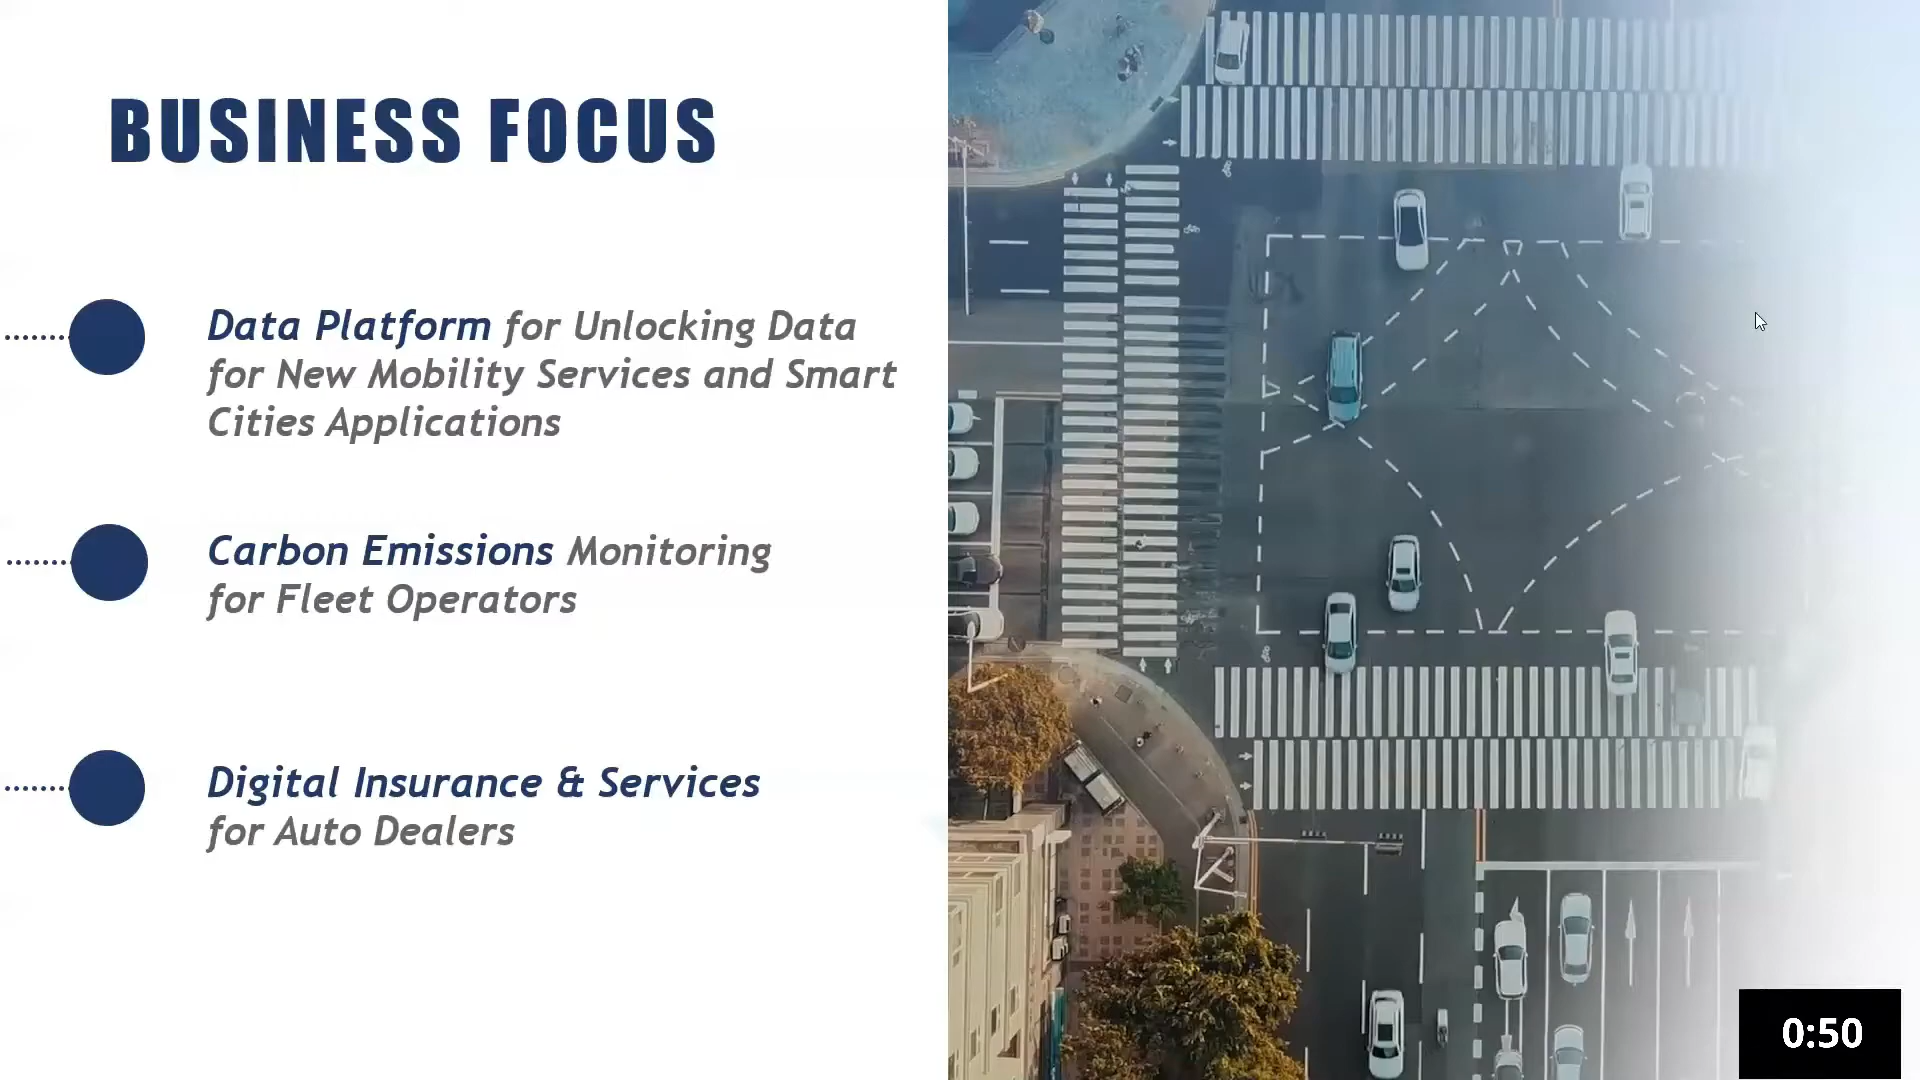 BUSINESS FOCUS
Data Platform for Unlocking Data
for New Mobility Services and Smart
Cities Applications
Carbon Emissions Monitoring
for Fleet Operators
Digital Insurance & Services
for Auto Dealers
0:50